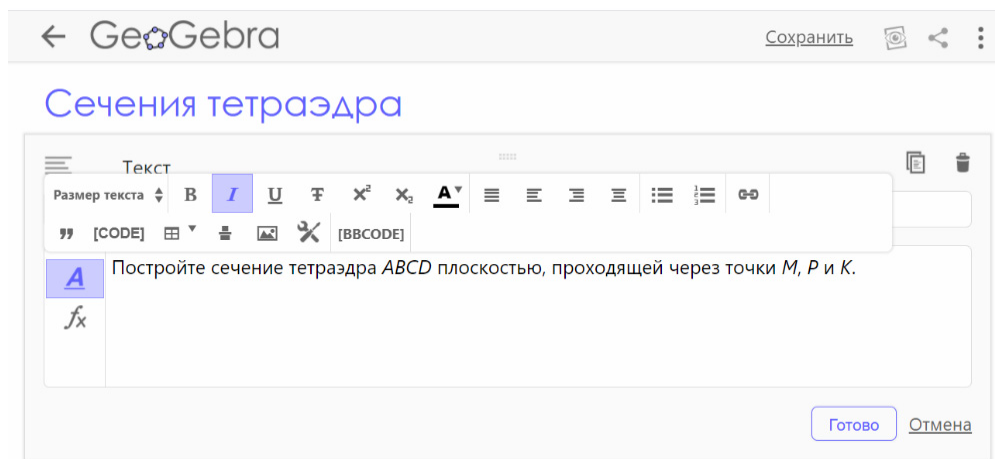 GeoGebra
Сохранить
Сечения тетраэдра
Текст
Размер текста B I U T X² X₂ A
[CODE] [BBCODE]
A
Постройте сечение тетраэдра ABCD плоскостью, проходящей через точки M, P и K.
fx
Готово Отмена